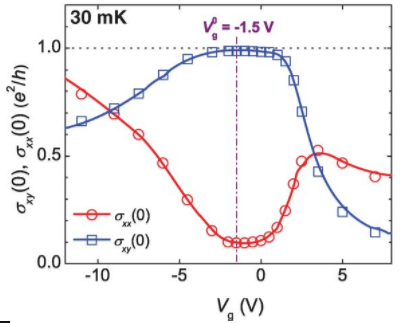 30 mK
V_g^0 = -1.5 V
1.0
0.5
0.0
σ_xy(0), σ_xx(0) (e²/h)
σ_xx(0)
σ_xy(0)
-10 -5 0 5
V_g (V)